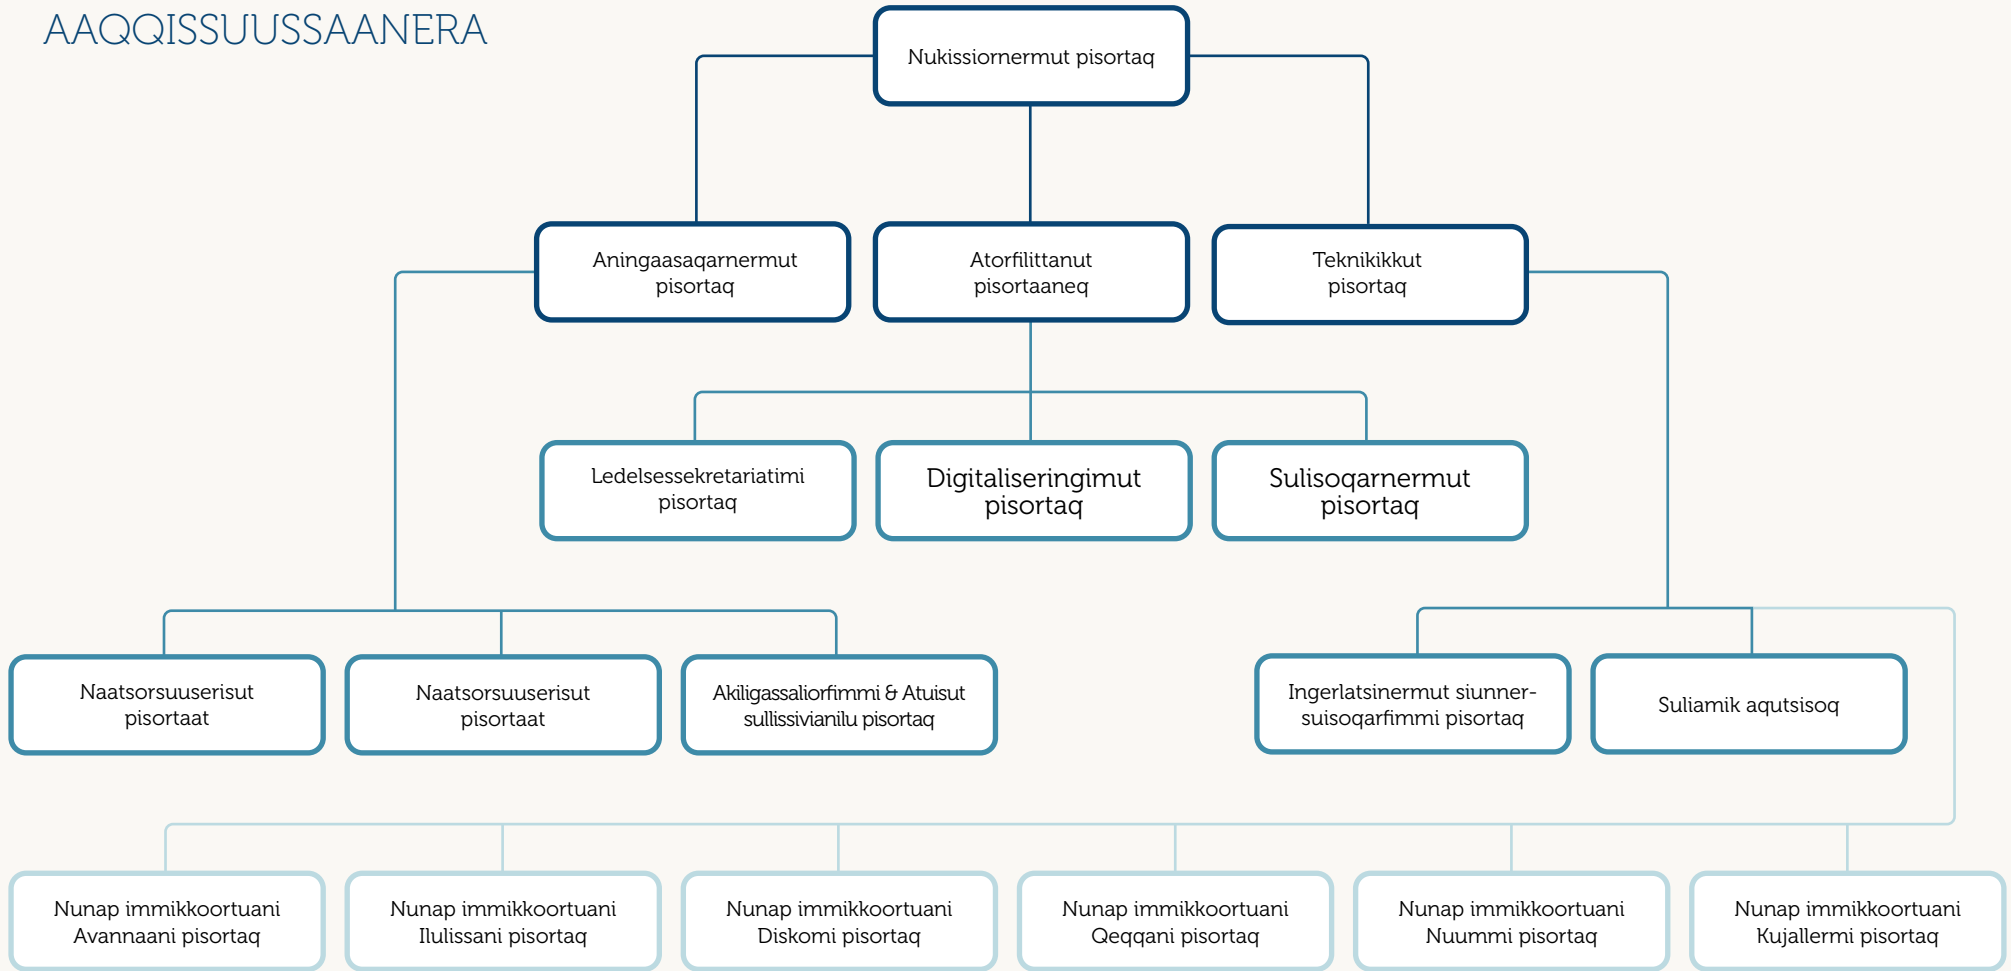 AAQQISSUUSSAANERA
Nukissiornermut pisortaq
Aningaasaqarnermut
pisortaq
Atorfilittanut
pisortaaneq
Teknikikkut
pisortaq
Ledelsessekretariatimi
pisortaq
Digitaliseringimut
pisortaq
Sulisoqarnermut
pisortaq
Naatsorsuuserisut
pisortaat
Naatsorsuuserisut
pisortaat
Akiligassaliorfimmi & Atuisut
sullissivianilu pisortaq
Ingerlatsinermut siunner-
suisoqarfimmi pisortaq
Suliamik aqutsisoq
Nunap immikkoortuani
Avannaani pisortaq
Nunap immikkoortuani
Ilulissani pisortaq
Nunap immikkoortuani
Diskomi pisortaq
Nunap immikkoortuani
Qeqqani pisortaq
Nunap immikkoortuani
Nuummi pisortaq
Nunap immikkoortuani
Kujallermi pisortaq